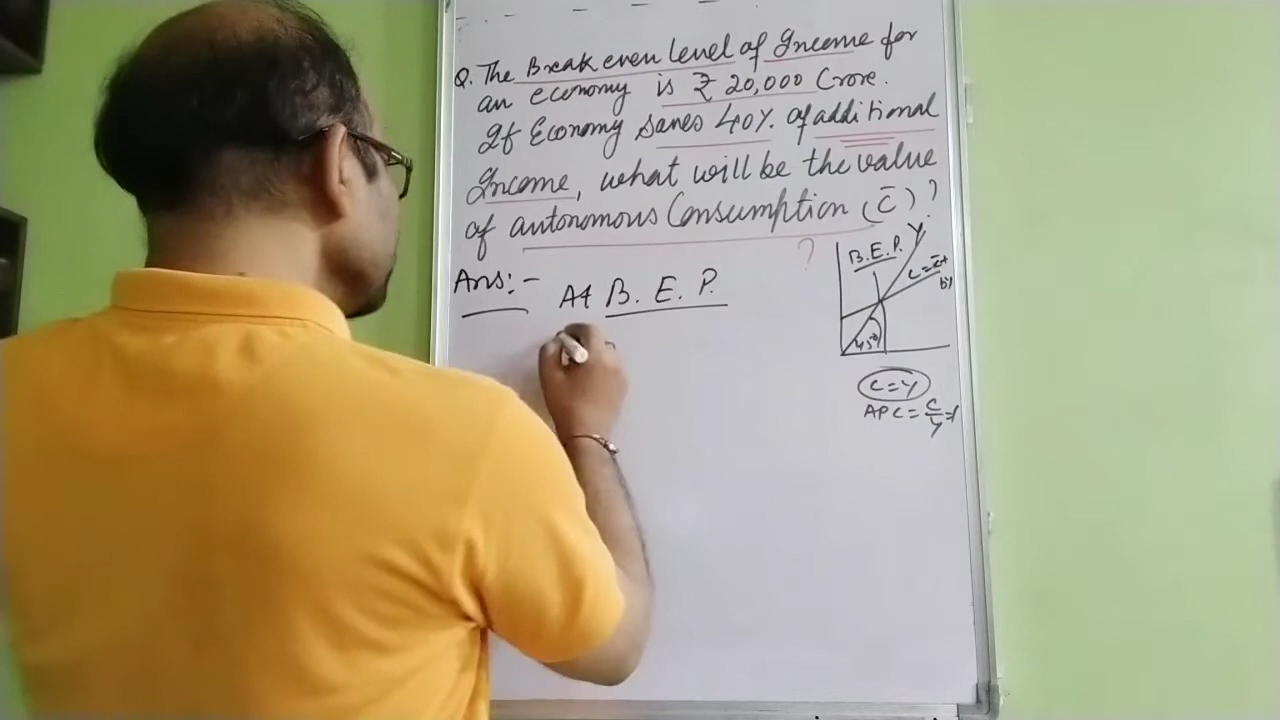 Q. The Break even level of Income for
an economy is ₹ 20,000 Crore.
If Economy Saves 40%. of additional
Income, what will be the value
of autonomous Consumption (c̄)?
?
B.E.P.
Y
C = c̄+
bY
45°
Ans:- At B. E. P.
C = Y
APC = C/Y = 1